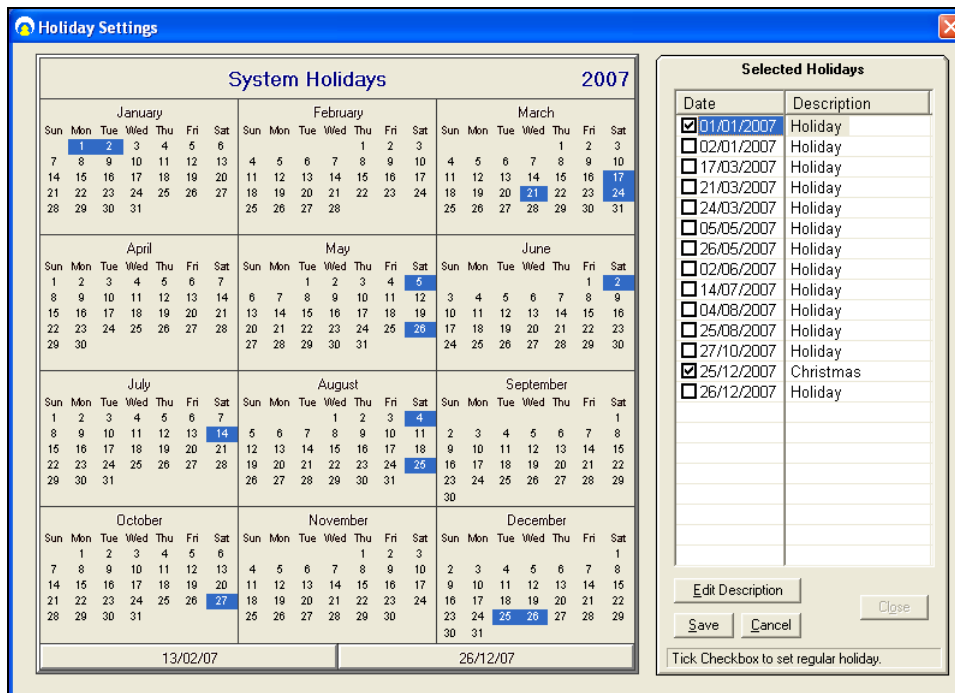 Holiday Settings
System Holidays 2007
January February March
Sun Mon Tue Wed Thu Fri Sat Sun Mon Tue Wed Thu Fri Sat Sun Mon Tue Wed Thu Fri Sat
1 2 3 4 5 6 1 2 3 1 2 3
7 8 9 10 11 12 13 4 5 6 7 8 9 10 4 5 6 7 8 9 10
14 15 16 17 18 19 20 11 12 13 14 15 16 17 11 12 13 14 15 16 17
21 22 23 24 25 26 27 18 19 20 21 22 23 24 18 19 20 21 22 23 24
28 29 30 31 25 26 27 28 25 26 27 28 29 30 31
April May June
Sun Mon Tue Wed Thu Fri Sat Sun Mon Tue Wed Thu Fri Sat Sun Mon Tue Wed Thu Fri Sat
1 2 3 4 5 6 7 1 2 3 4 5 1 2
8 9 10 11 12 13 14 6 7 8 9 10 11 12 3 4 5 6 7 8 9
15 16 17 18 19 20 21 13 14 15 16 17 18 19 10 11 12 13 14 15 16
22 23 24 25 26 27 28 20 21 22 23 24 25 26 17 18 19 20 21 22 23
29 30 27 28 29 30 31 24 25 26 27 28 29 30
July August September
Sun Mon Tue Wed Thu Fri Sat Sun Mon Tue Wed Thu Fri Sat Sun Mon Tue Wed Thu Fri Sat
1 2 3 4 5 6 7 1 2 3 4 1
8 9 10 11 12 13 14 5 6 7 8 9 10 11 2 3 4 5 6 7 8
15 16 17 18 19 20 21 12 13 14 15 16 17 18 9 10 11 12 13 14 15
22 23 24 25 26 27 28 19 20 21 22 23 24 25 16 17 18 19 20 21 22
29 30 31 26 27 28 29 30 31 23 24 25 26 27 28 29
30
October November December
Sun Mon Tue Wed Thu Fri Sat Sun Mon Tue Wed Thu Fri Sat Sun Mon Tue Wed Thu Fri Sat
1 2 3 4 5 6 1 2 3 1
7 8 9 10 11 12 13 4 5 6 7 8 9 10 2 3 4 5 6 7 8
14 15 16 17 18 19 20 11 12 13 14 15 16 17 9 10 11 12 13 14 15
21 22 23 24 25 26 27 18 19 20 21 22 23 24 16 17 18 19 20 21 22
28 29 30 31 25 26 27 28 29 30 23 24 25 26 27 28 29
30 31
13/02/07 26/12/07
Selected Holidays
Date Description
01/01/2007 Holiday
02/01/2007 Holiday
17/03/2007 Holiday
21/03/2007 Holiday
24/03/2007 Holiday
05/05/2007 Holiday
26/05/2007 Holiday
02/06/2007 Holiday
14/07/2007 Holiday
04/08/2007 Holiday
25/08/2007 Holiday
27/10/2007 Holiday
25/12/2007 Christmas
26/12/2007 Holiday
Edit Description
Close
Save Cancel
Tick Checkbox to set regular holiday.